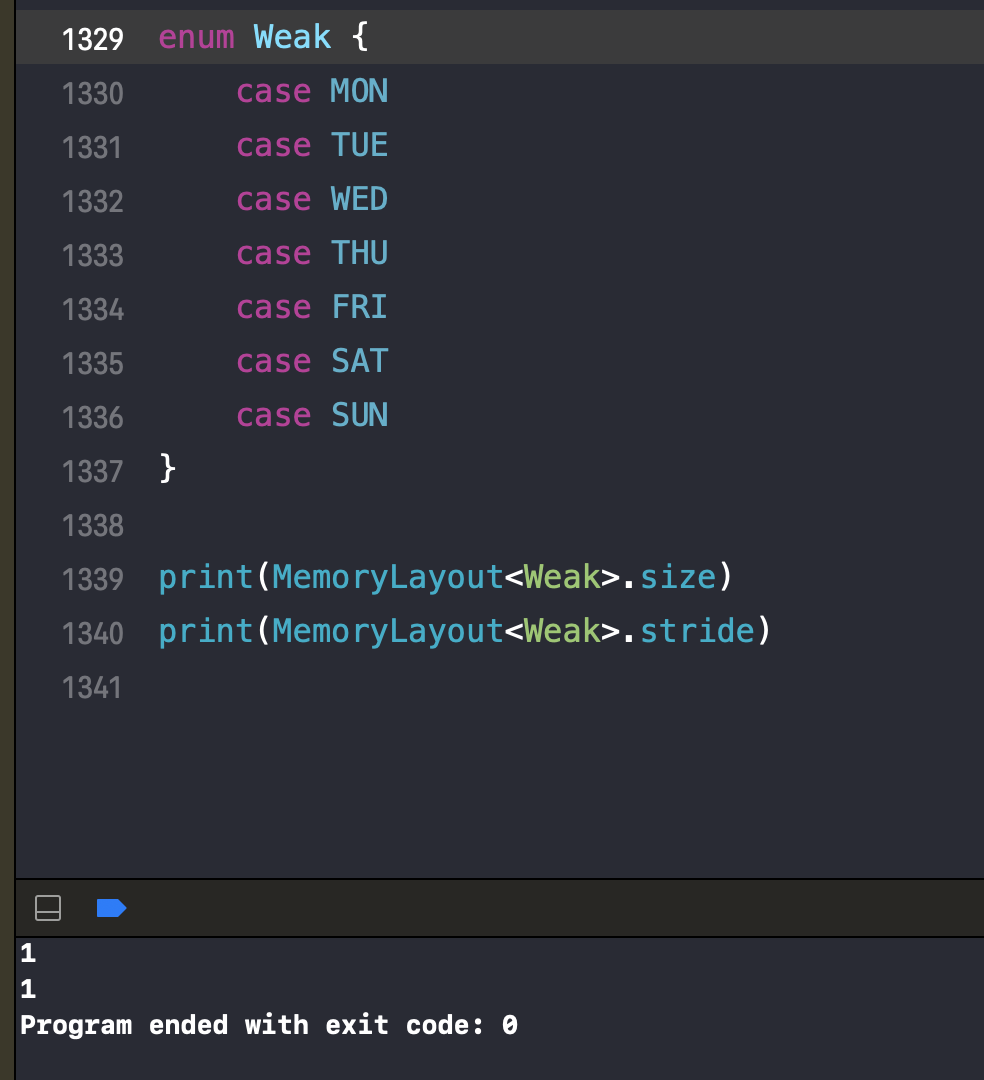 1329 enum Weak {
1330     case MON
1331     case TUE
1332     case WED
1333     case THU
1334     case FRI
1335     case SAT
1336     case SUN
1337 }
1338
1339 print(MemoryLayout<Weak>.size)
1340 print(MemoryLayout<Weak>.stride)
1341
1
1
Program ended with exit code: 0